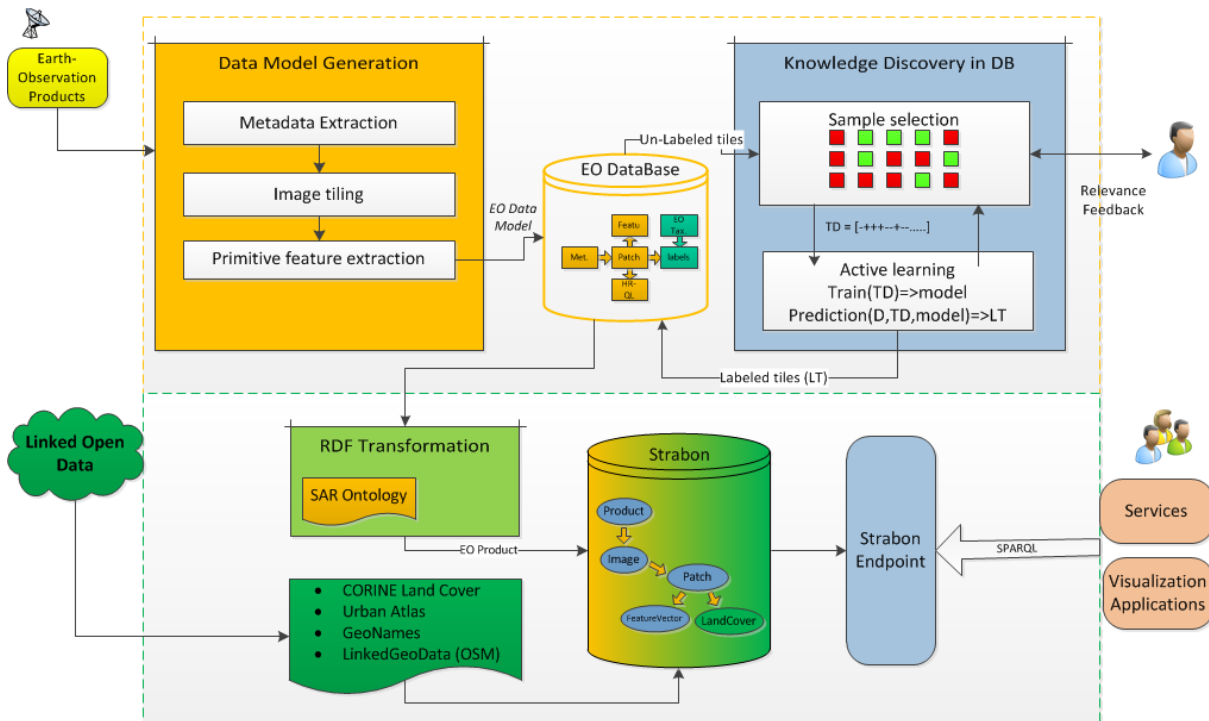 Earth-
Observation
Products
Data Model Generation
Metadata Extraction
Image tiling
Primitive feature extraction
EO Data
Model
EO DataBase
Featu
EO
Tax.
Met.
Patch
labels
HR-
QL
Un-Labeled tiles
Knowledge Discovery in DB
Sample selection
TD = [-+++--+--.....]
Active learning
Train(TD)=>model
Prediction(D,TD,model)=>LT
Labeled tiles (LT)
Relevance
Feedback
Linked Open
Data
RDF Transformation
SAR Ontology
EO Product
• CORINE Land Cover
• Urban Atlas
• GeoNames
• LinkedGeoData (OSM)
Strabon
Product
Image
Patch
FeatureVector
LandCover
Strabon
Endpoint
SPARQL
Services
Visualization
Applications